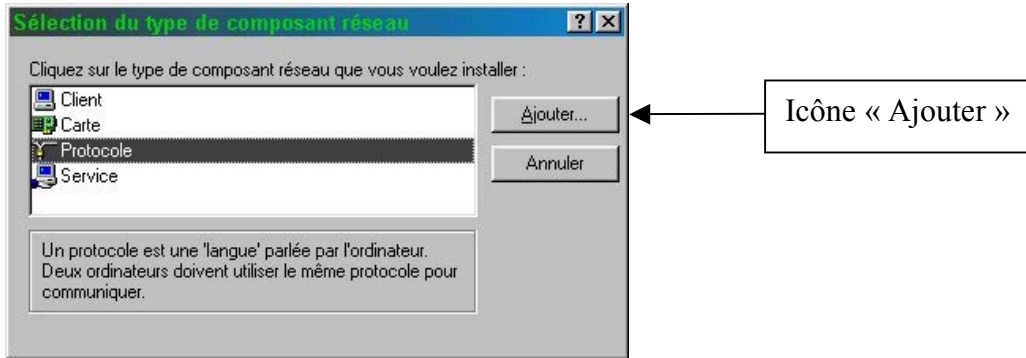 Sélection du type de composant réseau
Cliquez sur le type de composant réseau que vous voulez installer :
Client
Carte
Protocole
Service
Ajouter...
Annuler
Un protocole est une 'langue' parlée par l'ordinateur.
Deux ordinateurs doivent utiliser le même protocole pour
communiquer.
Icône « Ajouter »